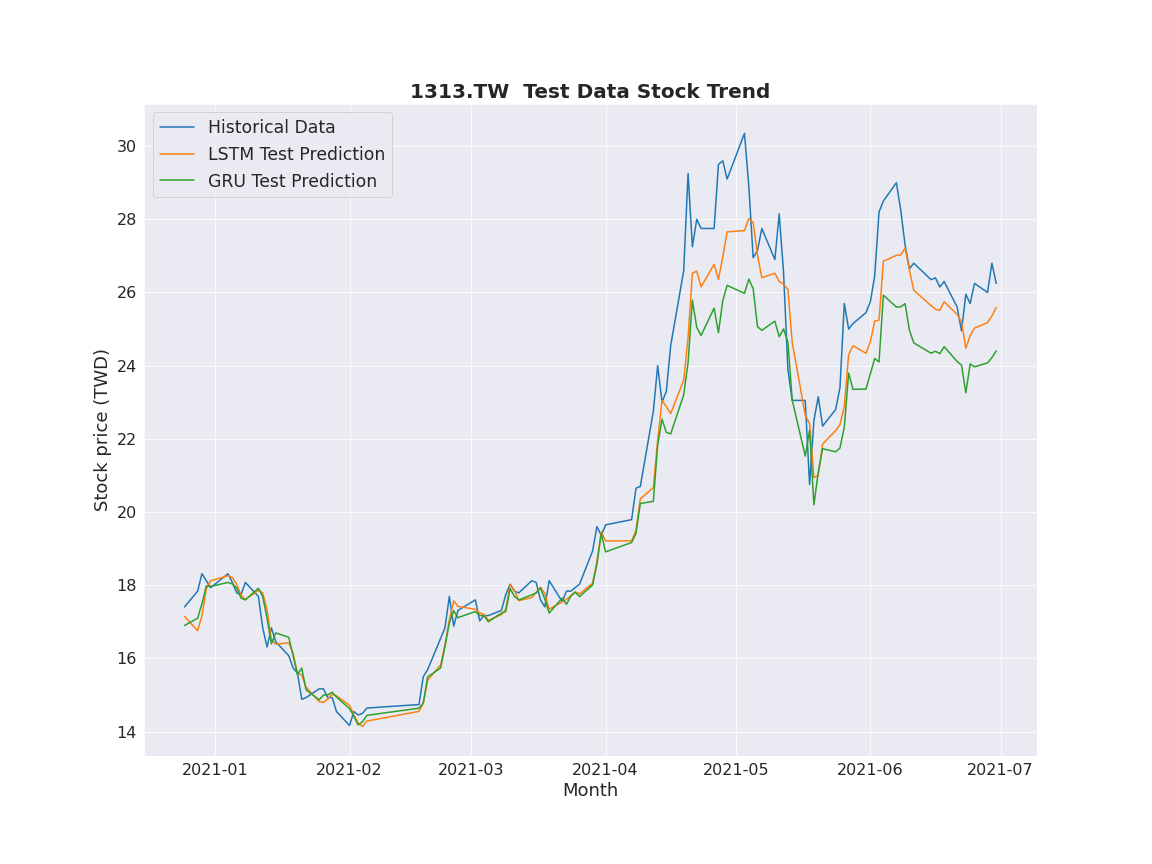 1313.TW  Test Data Stock Trend
Historical Data
LSTM Test Prediction
GRU Test Prediction
Stock price (TWD)
30
28
26
24
22
20
18
16
14
2021-01 2021-02 2021-03 2021-04 2021-05 2021-06 2021-07
Month